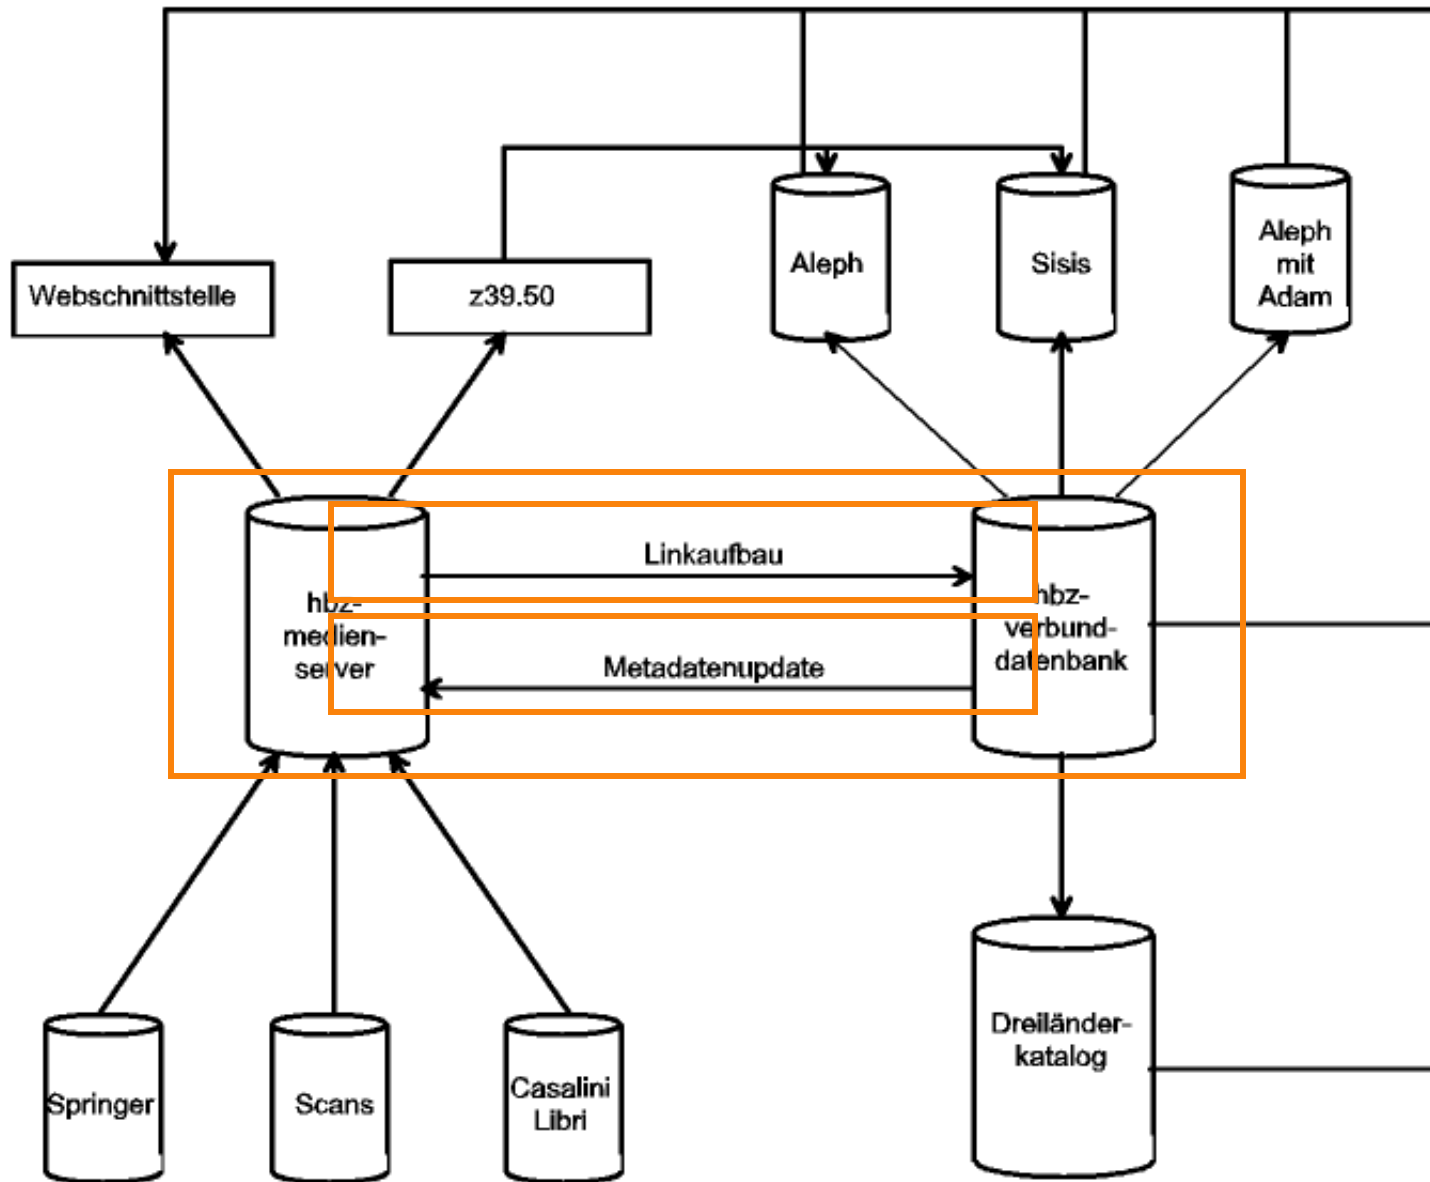 Webschnittstelle
z39.50
Aleph
Sisis
Aleph
mit
Adam
Linkaufbau
hbz-
medien-
server
hbz-
verbund-
datenbank
Metadatenupdate
Springer
Scans
Casalini
Libri
Dreiländer-
katalog